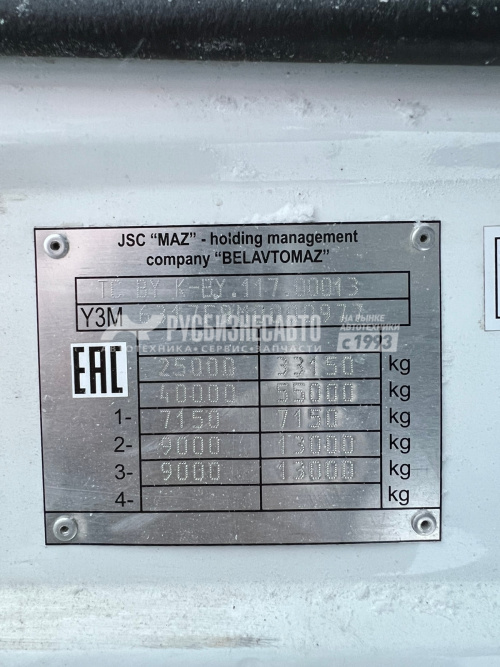 JSC "MAZ" - holding management
company "BELAVTOMAZ"
TC BY K-BY.117.00013
Y3M
РУСБИЗНЕСАВТО
АВТОТЕХНИКА • СЕРВИС • ЗАПЧАСТИ
НА РЫНКЕ
АВТОТЕХНИКИ
с 1993
EAC
25000 33150 kg
40000 55000 kg
1- 7150 7150 kg
2- 9000 13000 kg
3- 9000 13000 kg
4- kg